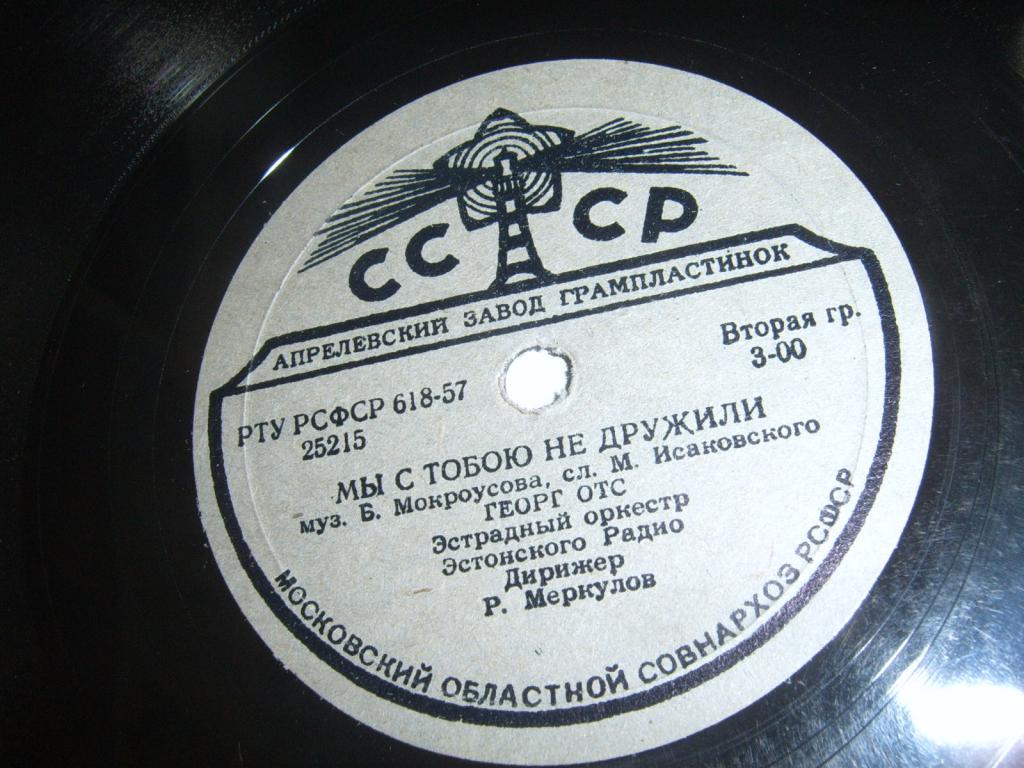 СССР
АПРЕЛЕВСКИЙ ЗАВОД ГРАМПЛАСТИНОК
Вторая гр.
3-00
РТУ РСФСР 618-57
25215
МЫ С ТОБОЮ НЕ ДРУЖИЛИ
муз. Б. Мокроусова, сл. М. Исаковского
ГЕОРГ ОТС
Эстрадный оркестр
Эстонского Радио
Дирижер
Р. Меркулов
МОСКОВСКИЙ ОБЛАСТНОЙ СОВНАРХОЗ РСФСР